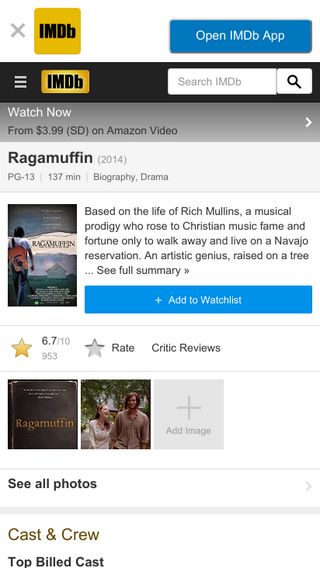 IMDb
Open IMDb App
IMDb
Search IMDb
Watch Now
From $3.99 (SD) on Amazon Video
Ragamuffin (2014)
PG-13 | 137 min | Biography, Drama
RAGAMUFFIN
Based on the life of Rich Mullins, a musical
prodigy who rose to Christian music fame and
fortune only to walk away and live on a Navajo
reservation. An artistic genius, raised on a tree
... See full summary »
+ Add to Watchlist
6.7/10
953
Rate
Critic Reviews
Ragamuffin
Add Image
See all photos
Cast & Crew
Top Billed Cast